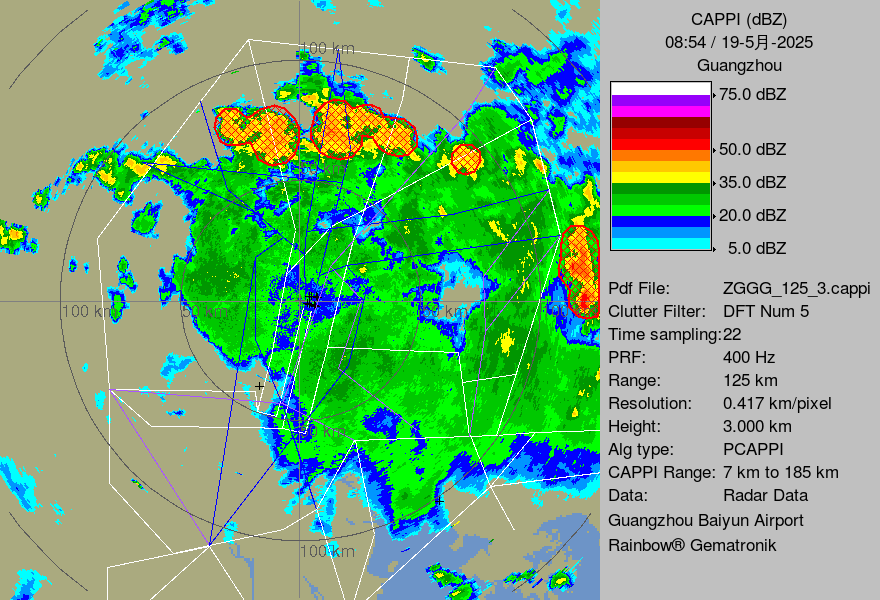 CAPPI (dBZ)
08:54 / 19-5月-2025
Guangzhou
75.0 dBZ
50.0 dBZ
35.0 dBZ
20.0 dBZ
5.0 dBZ
Pdf File: ZGGG_125_3.cappi
Clutter Filter: DFT Num 5
Time sampling:22
PRF: 400 Hz
Range: 125 km
Resolution: 0.417 km/pixel
Height: 3.000 km
Alg type: PCAPPI
CAPPI Range: 7 km to 185 km
Data: Radar Data
Guangzhou Baiyun Airport
Rainbow® Gematronik
100 km
100 km
50 km
km
km
100 km